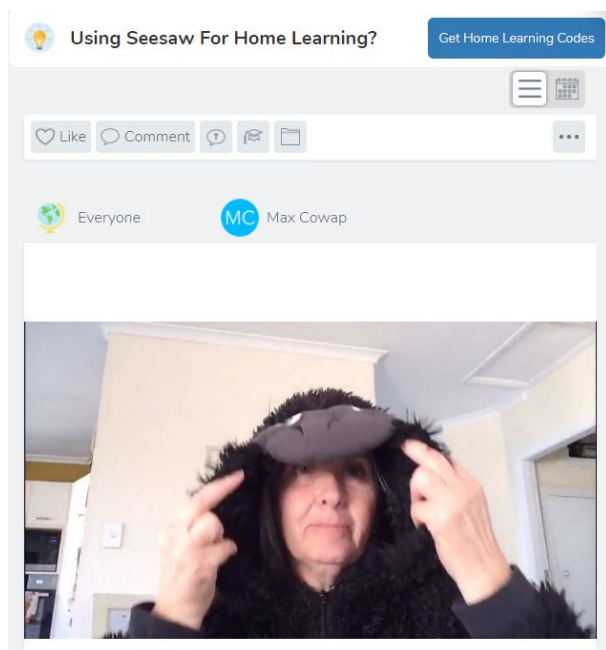 Using Seesaw For Home Learning?
Get Home Learning Codes
Like
Comment
T
Everyone
MC
Max Cowap